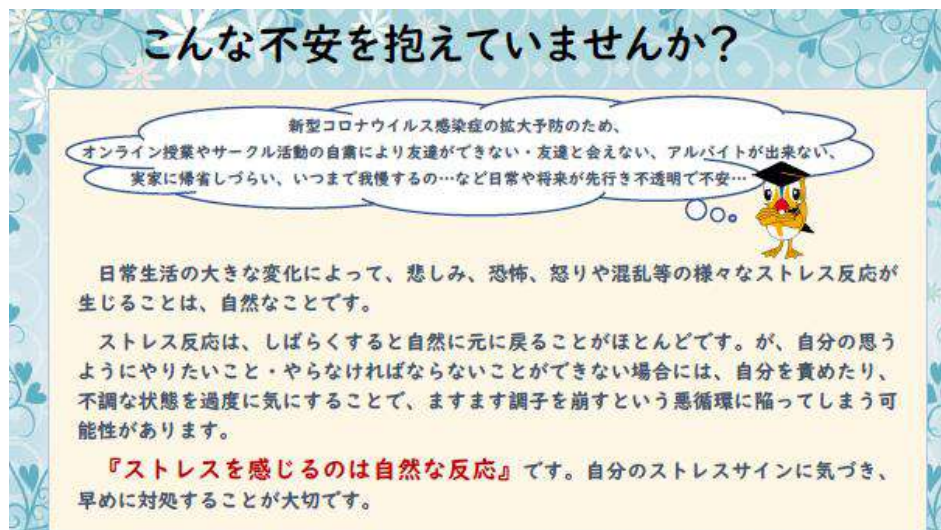 こんな不安を抱えていませんか？
新型コロナウイルス感染症の拡大予防のため、
オンライン授業やサークル活動の自粛により友達ができない・友達と会えない、アルバイトが出来ない、
実家に帰省しづらい、いつまで我慢するの…など日常や将来が先行き不透明で不安…
日常生活の大きな変化によって、悲しみ、恐怖、怒りや混乱等の様々なストレス反応が
生じることは、自然なことです。
ストレス反応は、しばらくすると自然に元に戻ることがほとんどです。が、自分の思う
ようにやりたいこと・やらなければならないことができない場合には、自分を責めたり、
不調な状態を過度に気にすることで、ますます調子を崩すという悪循環に陥ってしまう可
能性があります。
『ストレスを感じるのは自然な反応』です。自分のストレスサインに気づき、
早めに対処することが大切です。